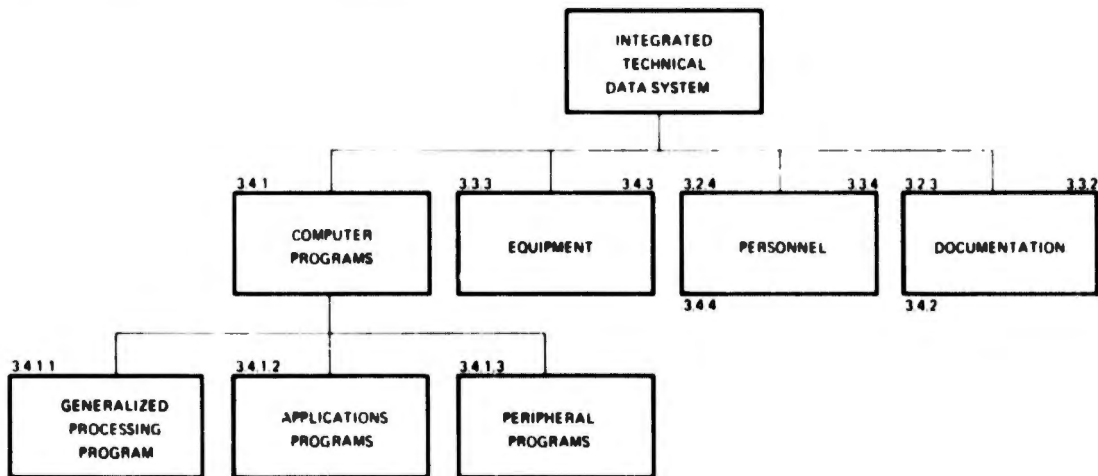 INTEGRATED
TECHNICAL
DATA SYSTEM
3.4.1
3.3.3
3.4.3
3.2.4
3.3.4
3.2.3
3.3.2
COMPUTER
PROGRAMS
EQUIPMENT
PERSONNEL
DOCUMENTATION
3.4.4
3.4.2
3.4.1.1
3.4.1.2
3.4.1.3
GENERALIZED
PROCESSING
PROGRAM
APPLICATIONS
PROGRAMS
PERIPHERAL
PROGRAMS